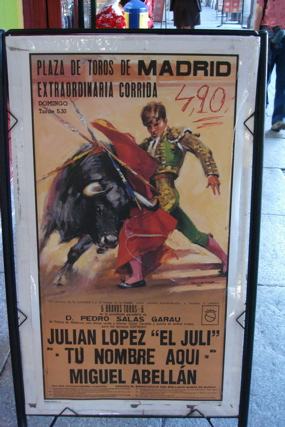 PLAZA DE TOROS DE MADRID
EXTRAORDINARIA CORRIDA
DOMINGO
Tarde 5.30
4,90
6 BRAVOS TOROS 6
D. PEDRO SALAS GARAU
JULIAN LOPEZ "EL JULI"
- TU NOMBRE AQUI -
MIGUEL ABELLÁN